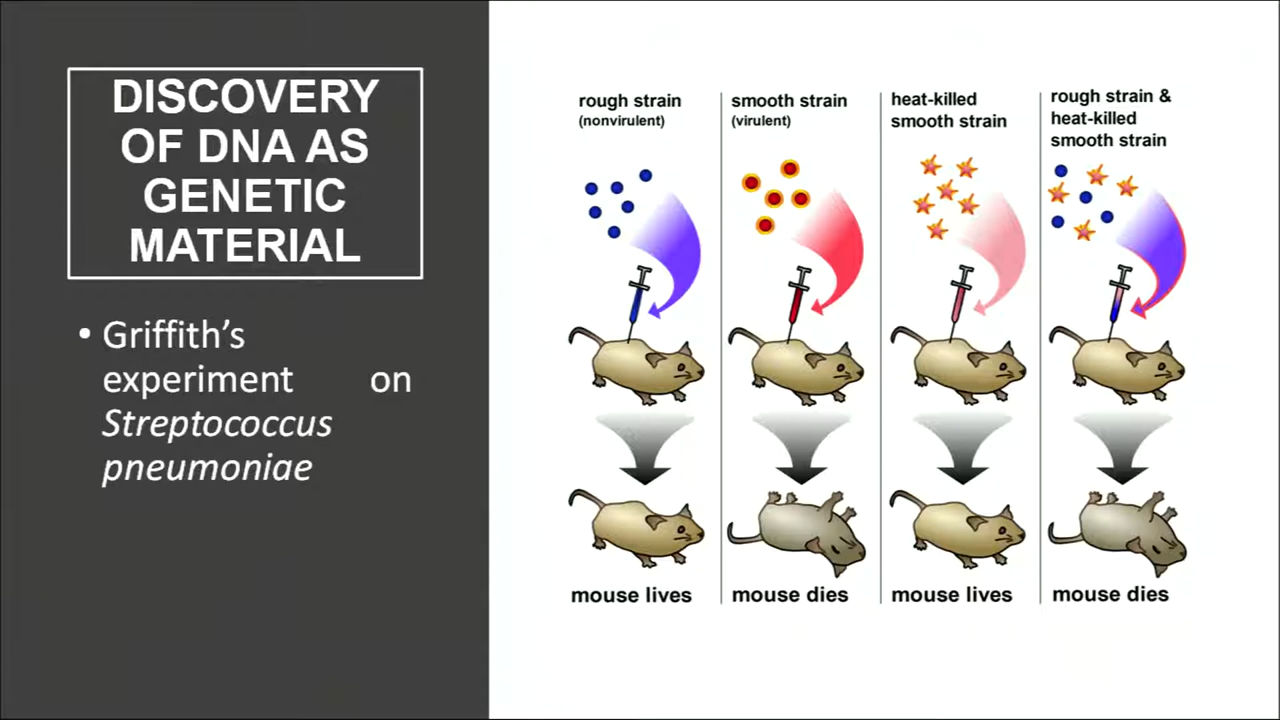 DISCOVERY
OF DNA AS
GENETIC
MATERIAL
• Griffith’s
experiment on
Streptococcus
pneumoniae
rough strain
(nonvirulent)
mouse lives
smooth strain
(virulent)
mouse dies
heat-killed
smooth strain
mouse lives
rough strain &
heat-killed
smooth strain
mouse dies